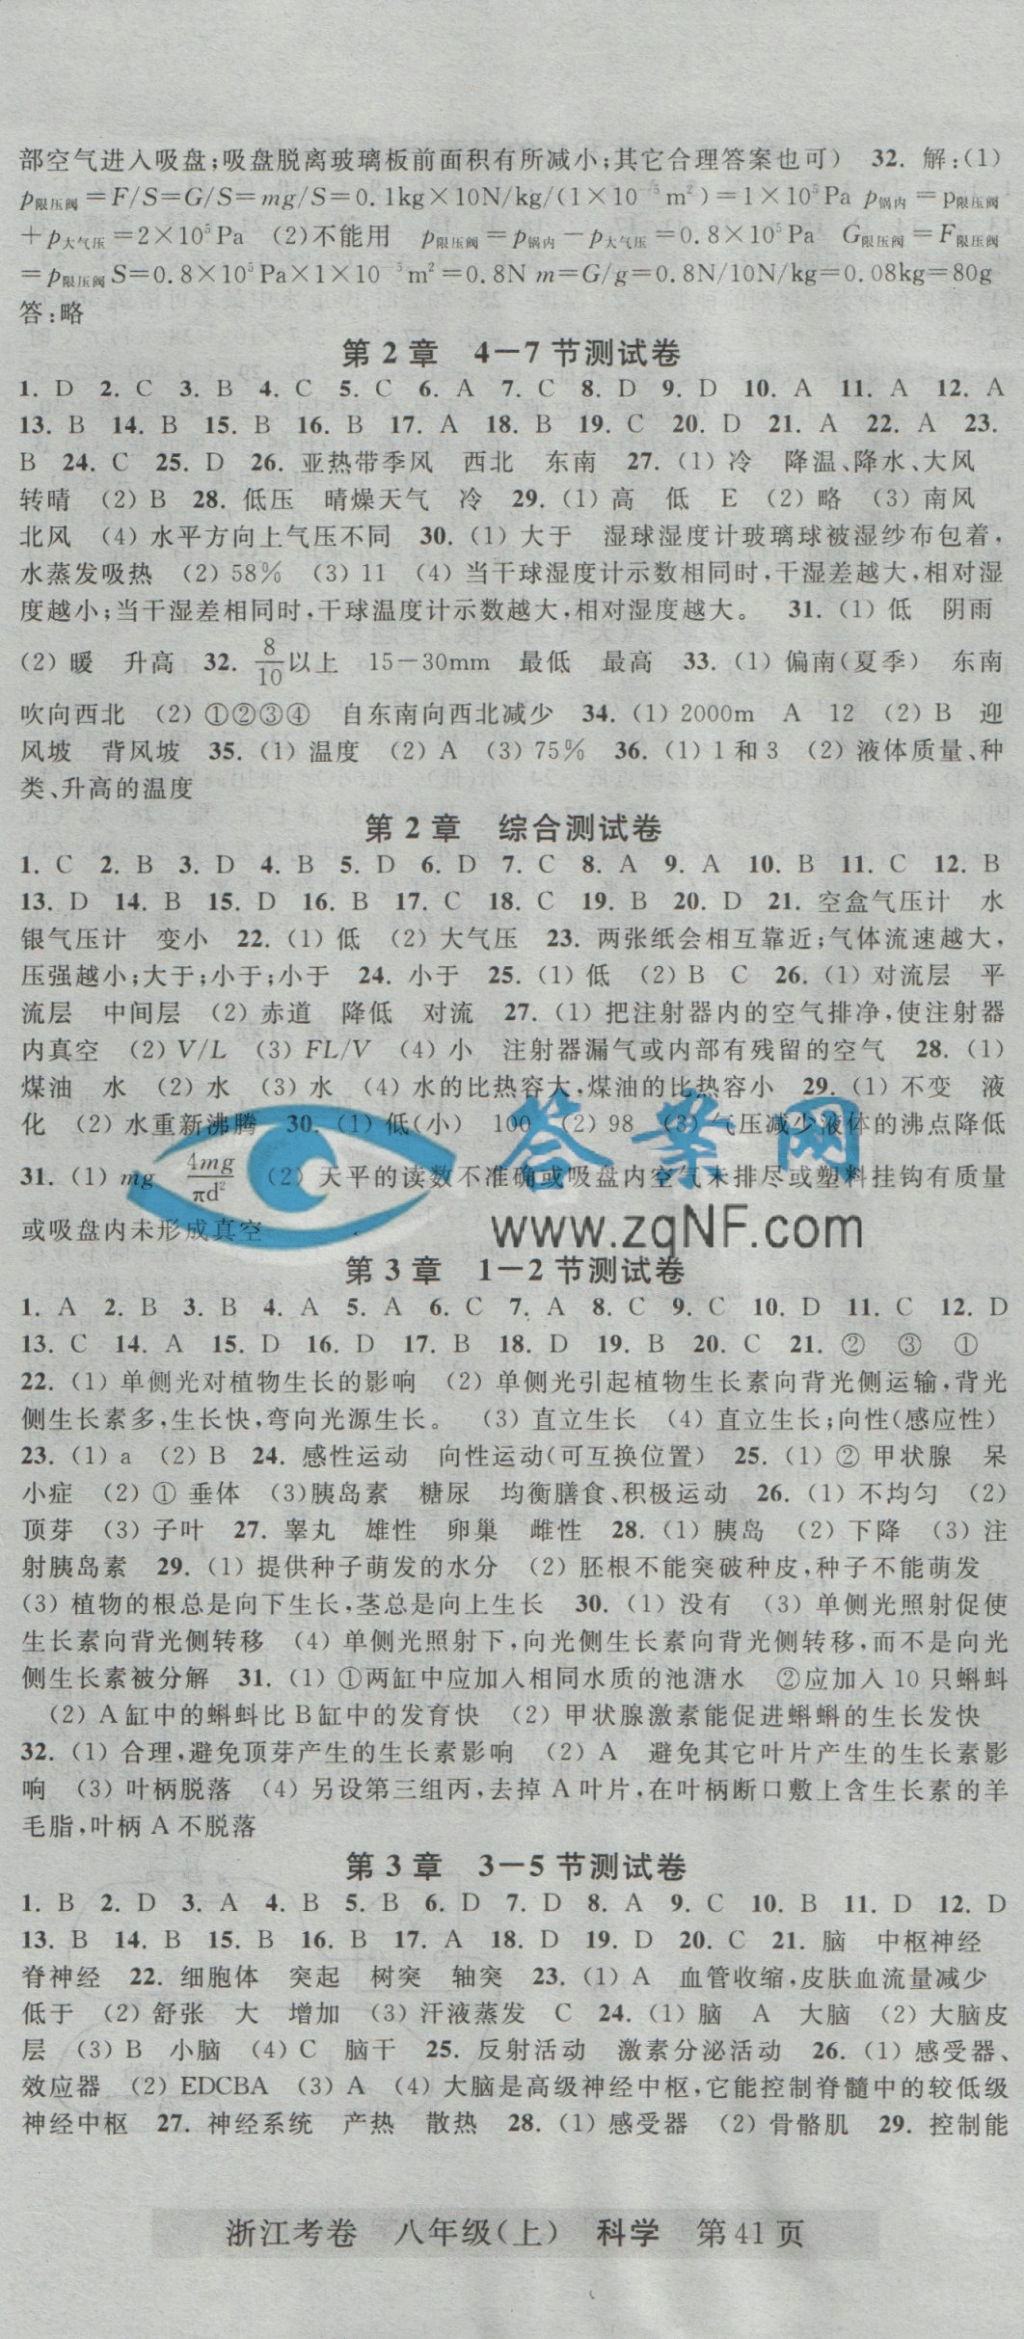 部空气进入吸盘;吸盘脱离玻璃板前面积有所减小;其它合理答案也可) 32. 解:(1)
p限压阀=F/S=G/S=mg/S=0.1kg×10N/kg/(1×10⁻⁵m²)=1×10⁵Pa p锅内=p限压阀
+p大气压=2×10⁵Pa (2)不能用 p限压阀=p锅内-p大气压=0.8×10⁵Pa G限压阀=F限压阀
=p限压阀S=0.8×10⁵Pa×1×10⁻⁵m²=0.8N m=G/g=0.8N/10N/kg=0.08kg=80g
答:略
第2章 4-7节测试卷
1. D 2. C 3. B 4. C 5. C 6. A 7. C 8. D 9. D 10. A 11. A 12. A
13. B 14. B 15. B 16. B 17. A 18. B 19. C 20. D 21. A 22. A 23.
B 24. C 25. D 26. 亚热带季风 西北 东南 27. (1) 冷 降温、降水、大风
转晴 (2) B 28. 低压 晴燥天气 冷 29. (1) 高 低 E (2) 略 (3) 南风
北风 (4) 水平方向上气压不同 30. (1) 大于 湿球湿度计玻璃球被湿纱布包着,
水蒸发吸热 (2) 58% (3) 11 (4) 当干球湿度计示数相同时,干湿差越大,相对湿
度越小;当干湿差相同时,干球温度计示数越大,相对湿度越大。 31. (1) 低 阴雨
(2) 暖 升高 32. 8/10以上 15-30mm 最低 最高 33. (1) 偏南(夏季) 东南
吹向西北 (2) ①②③④ 自东南向西北减少 34. (1) 2000m A 12 (2) B 迎
风坡 背风坡 35. (1) 温度 (2) A (3) 75% 36. (1) 1和3 (2) 液体质量、种
类、升高的温度
第2章 综合测试卷
1. C 2. B 3. D 4. B 5. D 6. D 7. C 8. A 9. A 10. B 11. C 12. B
13. D 14. B 15. D 16. B 17. C 18. C 19. B 20. D 21. 空盒气压计 水
银气压计 变小 22. (1) 低 (2) 大气压 23. 两张纸会相互靠近;气体流速越大,
压强越小;大于;小于;小于 24. 小于 25. (1) 低 (2) B C 26. (1) 对流层 平
流层 中间层 (2) 赤道 降低 对流 27. (1) 把注射器内的空气排净,使注射器
内真空 (2) V/L (3) FL/V (4) 小 注射器漏气或内部有残留的空气 28. (1)
煤油 水 (2) 水 (3) 水 (4) 水的比热容大,煤油的比热容小 29. (1) 不变 液
化 (2) 水重新沸腾 30. (1) 低(小) 100 (2) 98 (3) 气压减少液体的沸点降低
31. (1) mg 4mg/πd² (2) 天平的读数不准确或吸盘内空气未排尽或塑料挂钩有质量
或吸盘内未形成真空
答案网
www.zqNF.com
第3章 1-2节测试卷
1. A 2. B 3. B 4. A 5. A 6. C 7. A 8. C 9. C 10. D 11. C 12. D
13. C 14. A 15. D 16. D 17. B 18. D 19. B 20. C 21. ② ③ ①
22. (1) 单侧光对植物生长的影响 (2) 单侧光引起植物生长素向背光侧运输,背光
侧生长素多,生长快,弯向光源生长。 (3) 直立生长 (4) 直立生长;向性(感应性)
23. (1) a (2) B 24. 感性运动 向性运动(可互换位置) 25. (1) ② 甲状腺 呆
小症 (2) ① 垂体 (3)胰岛素 糖尿 均衡膳食、积极运动 26. (1) 不均匀 (2)
顶芽 (3) 子叶 27. 睾丸 雄性 卵巢 雌性 28. (1) 胰岛 (2) 下降 (3) 注
射胰岛素 29. (1) 提供种子萌发的水分 (2) 胚根不能突破种皮,种子不能萌发
(3) 植物的根总是向下生长,茎总是向上生长 30. (1) 没有 (3) 单侧光照射促使
生长素向背光侧转移 (4) 单侧光照射下,向光侧生长素向背光侧转移,而不是向光
侧生长素被分解 31. (1) ①两缸中应加入相同水质的池溏水 ②应加入10只蝌蚪
(2) A缸中的蝌蚪比B缸中的发育快 (2) 甲状腺激素能促进蝌蝌的生长发快
32. (1) 合理,避免顶芽产生的生长素影响 (2) A 避免其它叶片产生的生长素影
响 (3) 叶柄脱落 (4) 另设第三组丙,去掉A叶片,在叶柄断口敷上含生长素的羊
毛脂,叶柄A不脱落
第3章 3-5节测试卷
1. B 2. D 3. A 4. B 5. B 6. D 7. D 8. A 9. C 10. B 11. D 12. D
13. B 14. B 15. B 16. B 17. A 18. D 19. D 20. C 21. 脑 中枢神经
脊神经 22. 细胞体 突起 树突 轴突 23. (1) A 血管收缩,皮肤血流量减少
低于 (2) 舒张 大 增加 (3) 汗液蒸发 C 24. (1) 脑 A 大脑 (2) 大脑皮
层 (3) B 小脑 (4) C 脑干 25. 反射活动 激素分泌活动 26. (1) 感受器、
效应器 (2) EDCBA (3) A (4) 大脑是高级神经中枢,它能控制脊髓中的较低级
神经中枢 27. 神经系统 产热 散热 28. (1) 感受器 (2) 骨骼肌 29. 控制能
浙江考卷 八年级(上) 科学 第41页